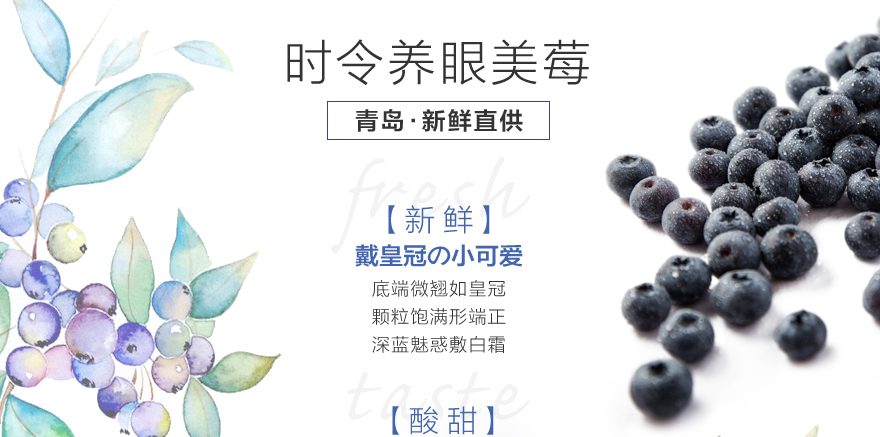 时令养眼美莓
青岛·新鲜直供
fresh
【新鲜】
戴皇冠の小可爱
底端微翘如皇冠
颗粒饱满形端正
深蓝魅惑敷白霜
taste
【酸甜】